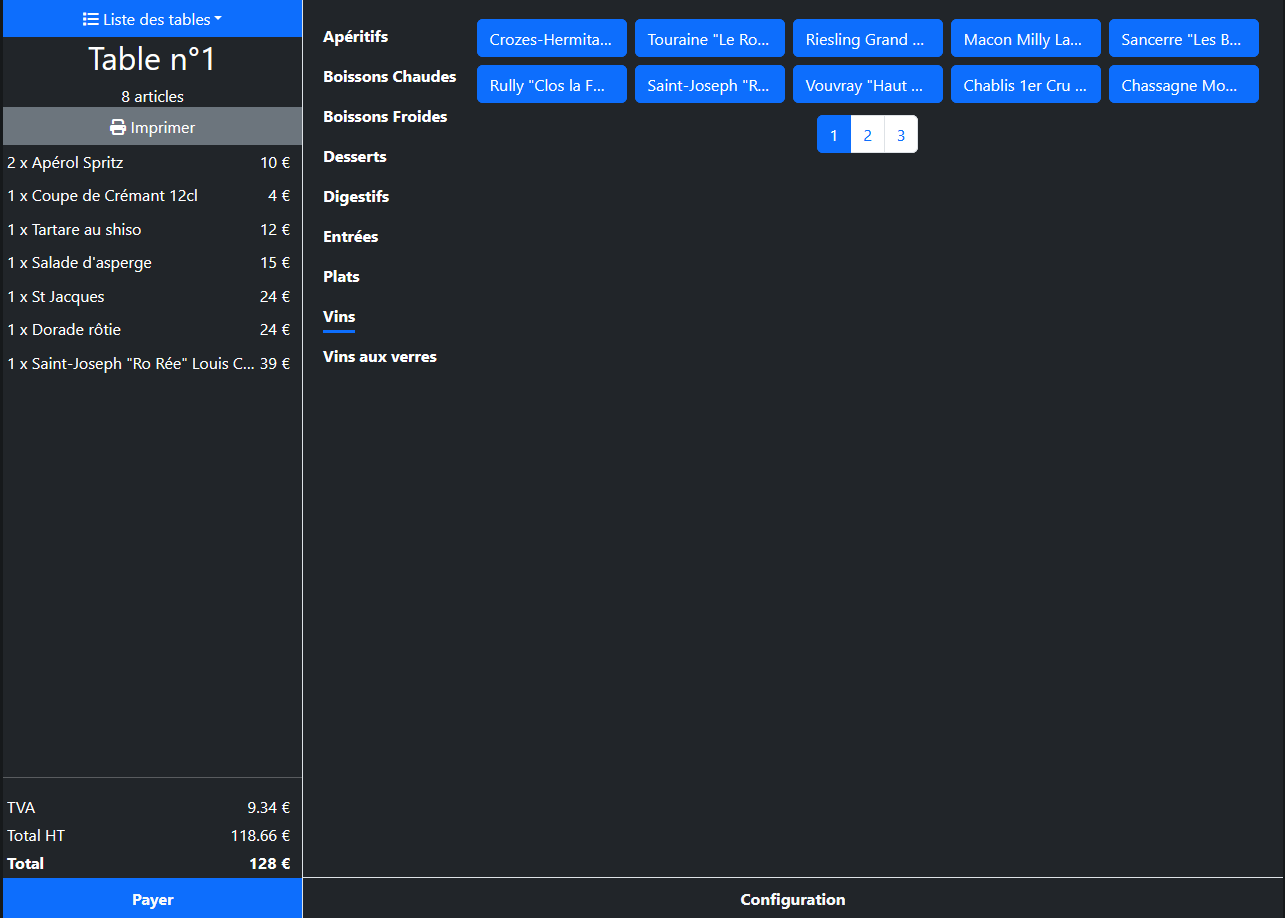 Liste des tables
Table n°1
8 articles
Imprimer
2 x Apérol Spritz 10 €
1 x Coupe de Crémant 12cl 4 €
1 x Tartare au shiso 12 €
1 x Salade d'asperge 15 €
1 x St Jacques 24 €
1 x Dorade rôtie 24 €
1 x Saint-Joseph "Ro Rée" Louis C... 39 €
TVA 9.34 €
Total HT 118.66 €
Total 128 €
Payer
Apéritifs
Boissons Chaudes
Boissons Froides
Desserts
Digestifs
Entrées
Plats
Vins
Vins aux verres
Crozes-Hermita... Touraine "Le Ro... Riesling Grand ... Macon Milly La... Sancerre "Les B...
Rully "Clos la F... Saint-Joseph "R... Vouvray "Haut ... Chablis 1er Cru ... Chassagne Mo...
1 2 3
Configuration